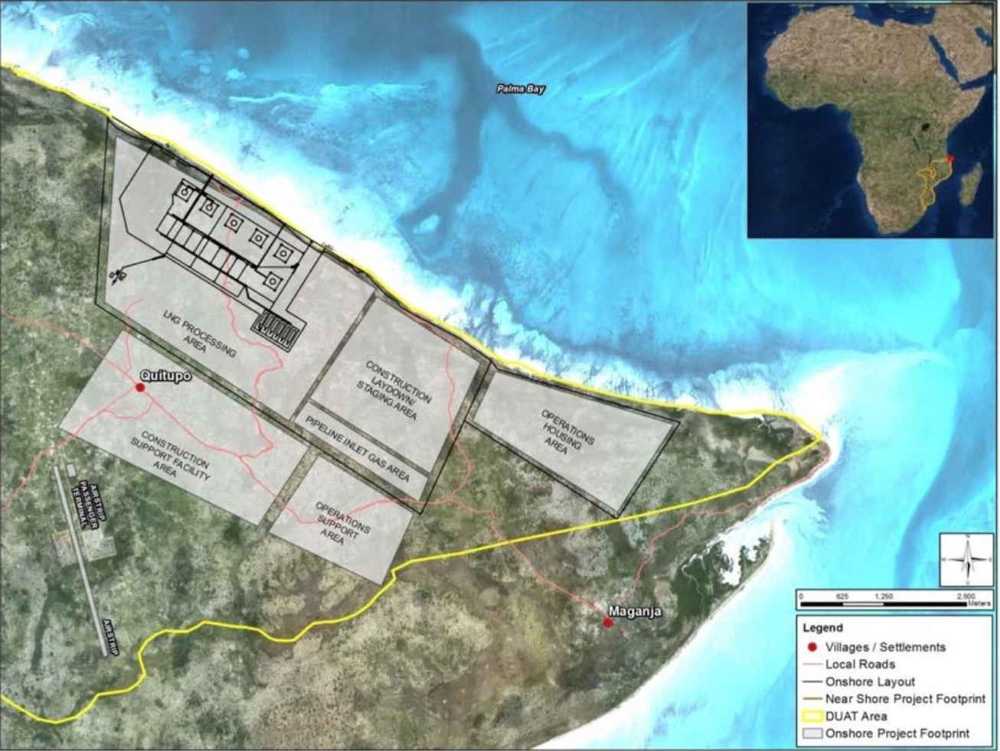 Palma Bay
LNG PROCESSING
AREA
Quitupo
CONSTRUCTION
LAYDOWN/
STAGING AREA
OPERATIONS
HOUSING
AREA
PIPELINE INLET GAS AREA
CONSTRUCTION
SUPPORT FACILITY
AREA
OPERATIONS
SUPPORT
AREA
AIRSTRIP
PASSENGER
TERMINAL
AIRSTRIP
Maganja
N
W
E
S
0 625 1,250 2,500
Meters
Legend
Villages / Settlements
Local Roads
Onshore Layout
Near Shore Project Footprint
DUAT Area
Onshore Project Footprint